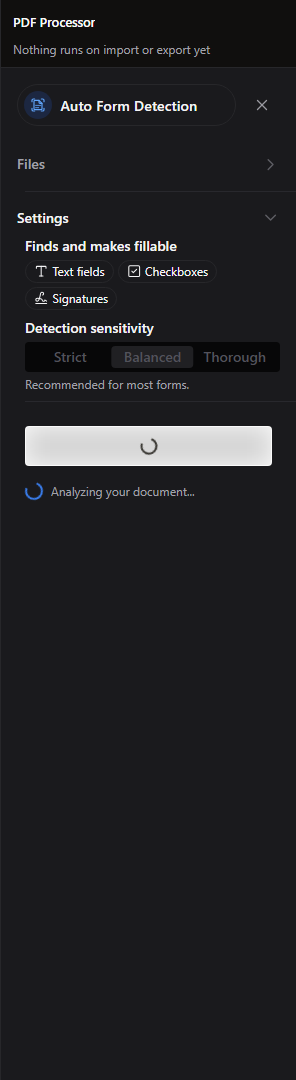 PDF Processor
Nothing runs on import or export yet
Auto Form Detection
Files
Settings
Finds and makes fillable
Text fields
Checkboxes
Signatures
Detection sensitivity
Strict
Balanced
Thorough
Recommended for most forms.
Analyzing your document...